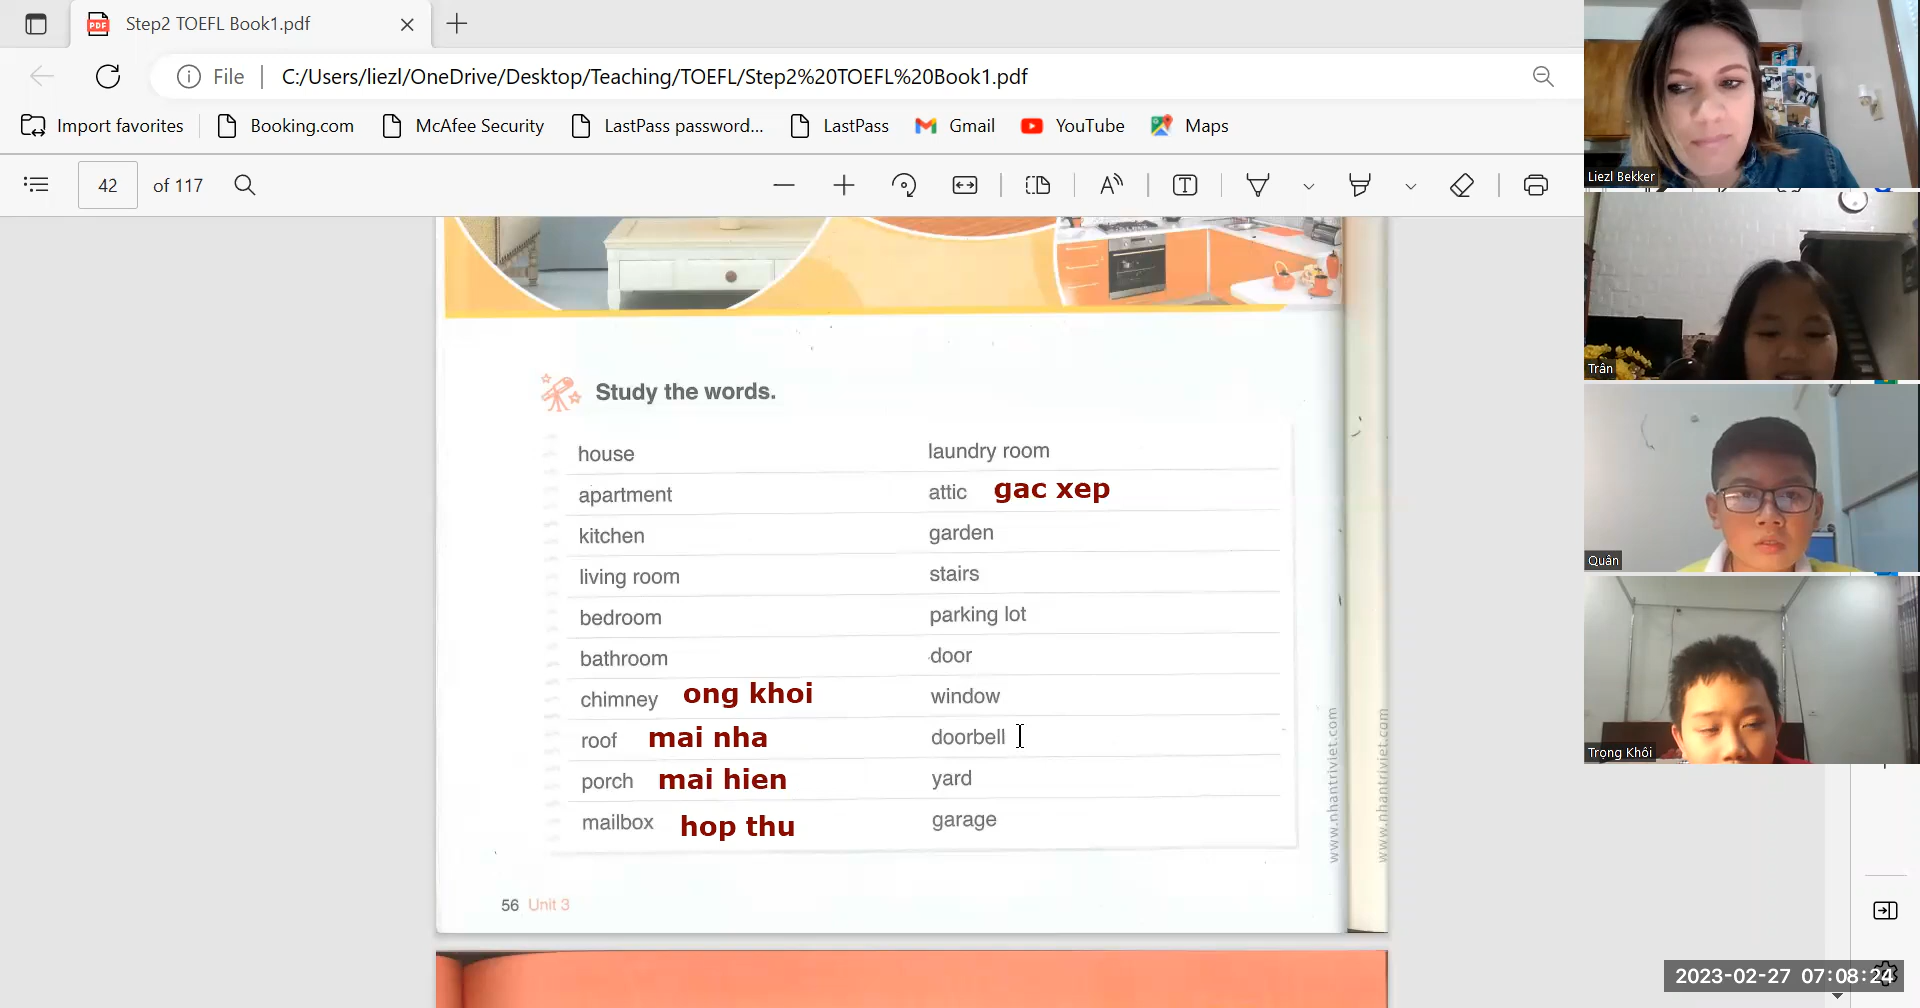 Step2 TOEFL Book1.pdf
File
C:/Users/liezl/OneDrive/Desktop/Teaching/TOEFL/Step2%20TOEFL%20Book1.pdf
Import favorites
Booking.com
McAfee Security
LastPass password...
LastPass
Gmail
YouTube
Maps
42 of 117
Study the words.
house
apartment
kitchen
living room
bedroom
bathroom
chimney ong khoi
roof mai nha
porch mai hien
mailbox hop thu
laundry room
attic gac xep
garden
stairs
parking lot
door
window
doorbell
yard
garage
www.nhantriviet.com
www.nhantriviet.com
56 Unit 3
Liezl Bekker
Trân
Quân
Trọng Khôi
2023-02-27 07:08:24